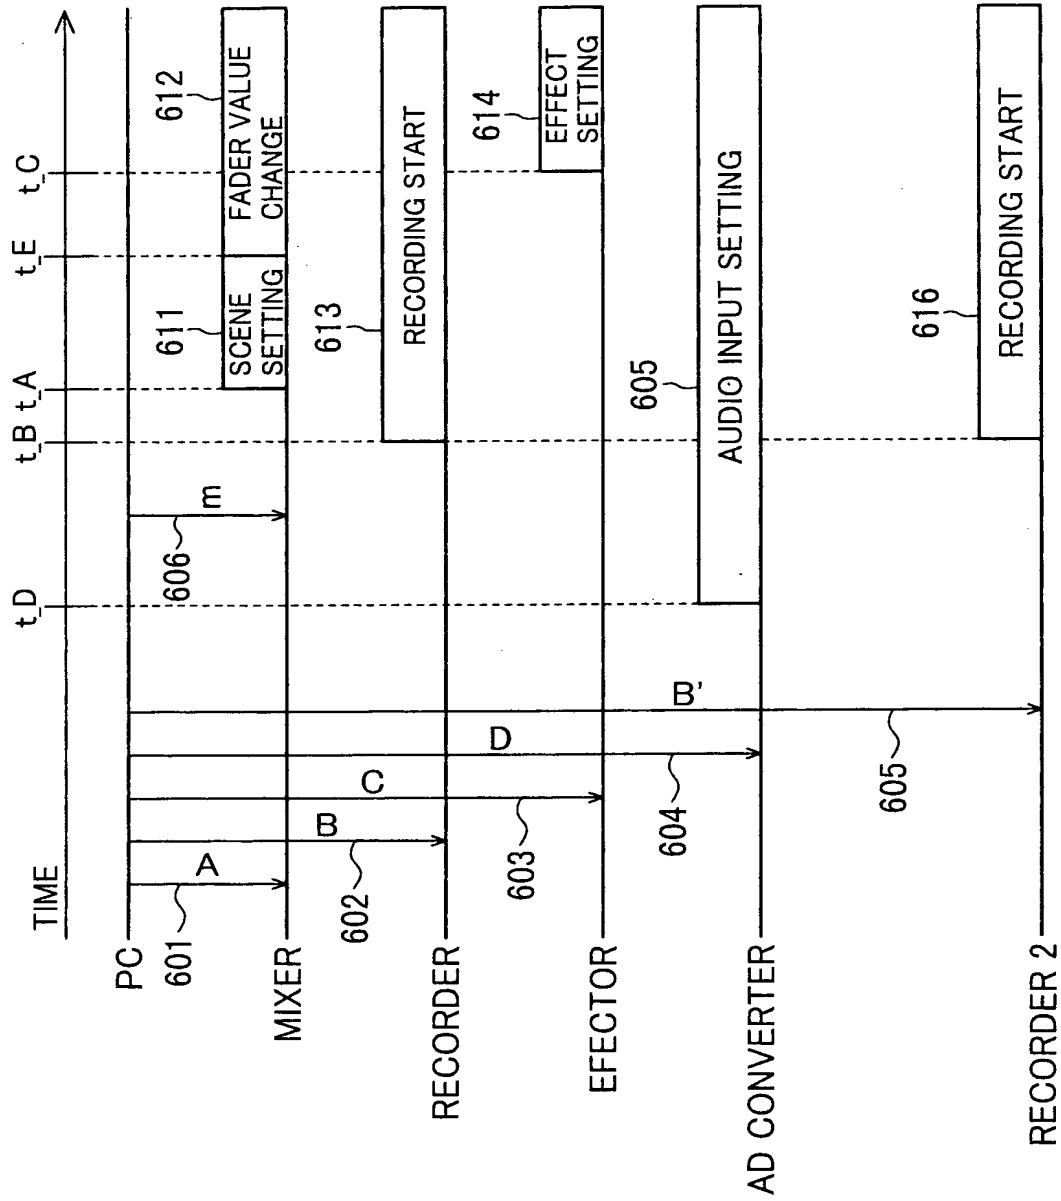 TIME
t_D
t_B
t_A
t_E
t_C
PC
601
A
606
m
611
SCENE
SETTING
612
FADER VALUE
CHANGE
MIXER
602
B
613
RECORDING START
RECORDER
603
C
614
EFFECT
SETTING
EFFECTOR
604
D
605
AUDIO INPUT SETTING
AD CONVERTER
B'
605
616
RECORDING START
RECORDER 2